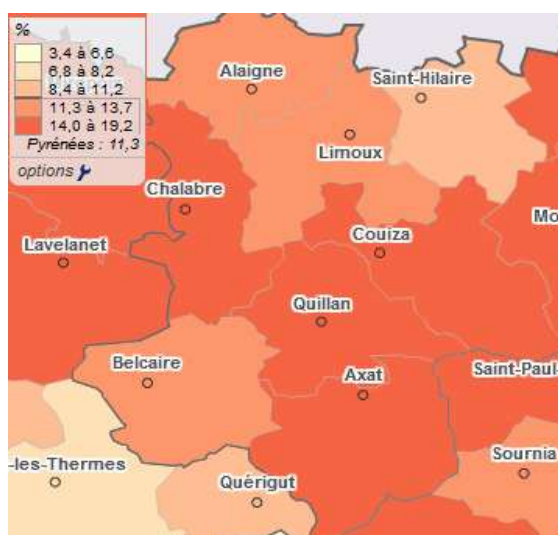 %
3,4 à 6,6
6,8 à 8,2
8,4 à 11,2
11,3 à 13,7
14,0 à 19,2
Pyrénées : 11,3
options
Alaigne
Saint-Hilaire
Limoux
Chalabre
Mo
Couiza
Lavelanet
Quillan
Belcaire
Axat
Saint-Paul-
Sournia
-les-Thermes
Quérigut